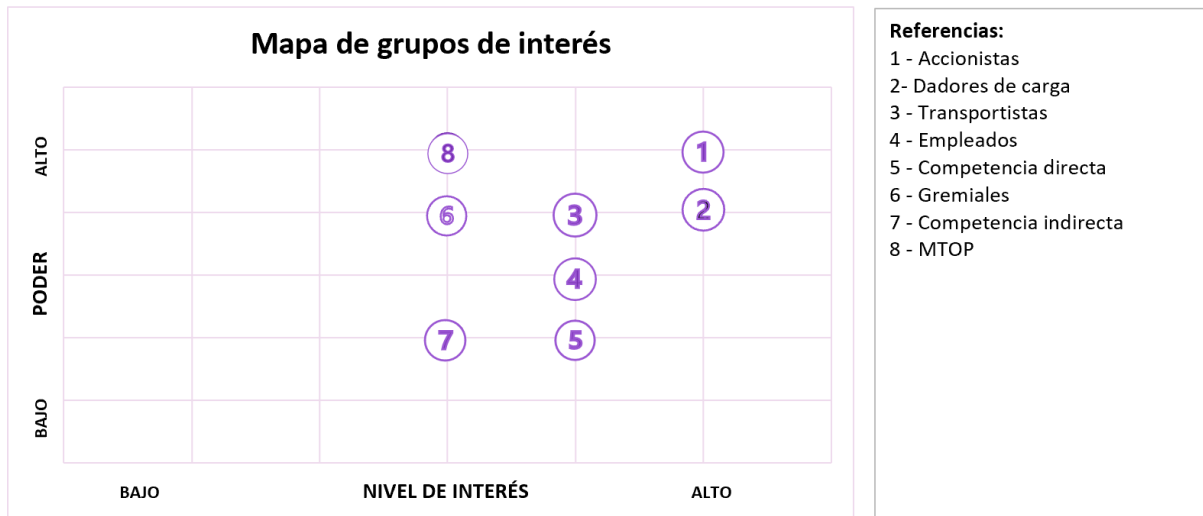 Mapa de grupos de interés
ALTO
PODER
BAJO
8
1
6
3
2
4
7
5
BAJO
NIVEL DE INTERÉS
ALTO
Referencias:
1 - Accionistas
2- Dadores de carga
3 - Transportistas
4 - Empleados
5 - Competencia directa
6 - Gremiales
7 - Competencia indirecta
8 - MTOP